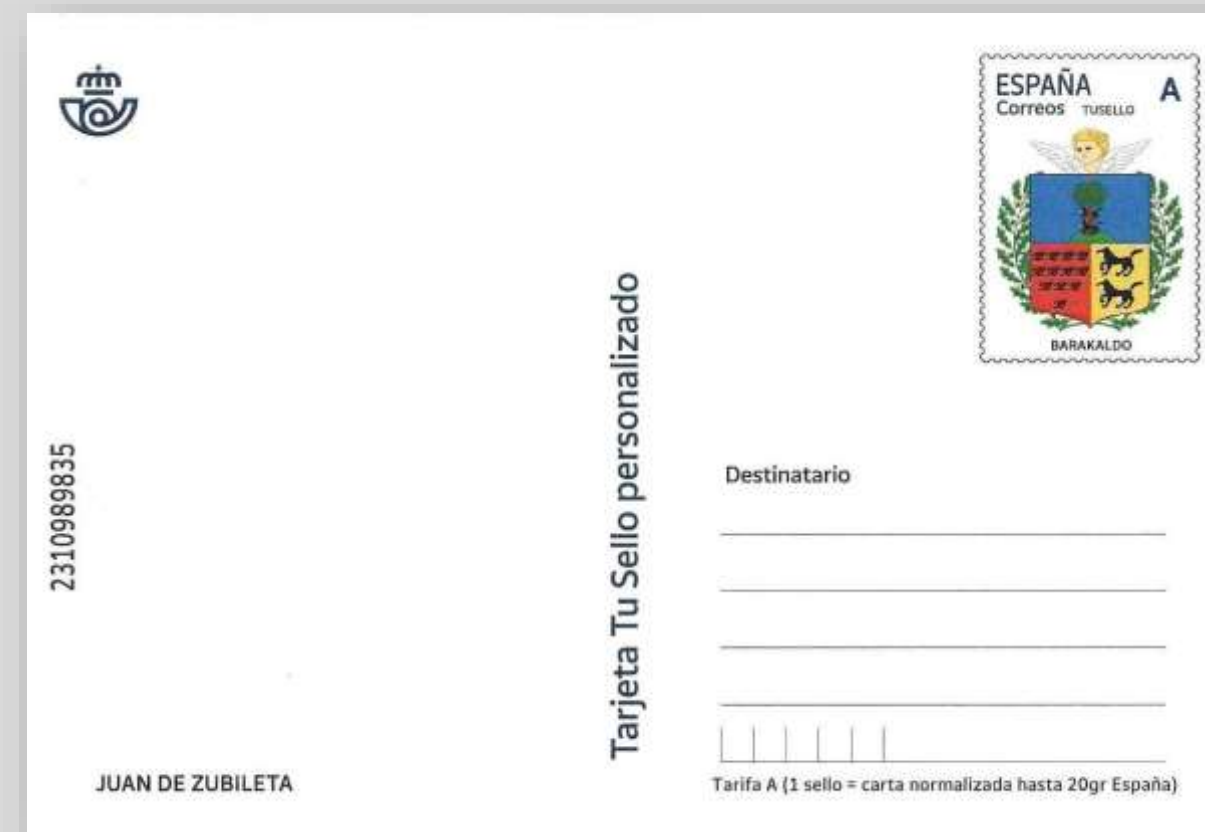 ESPAÑA A
Correos TUSELLO
BARAKALDO
2310989835
Tarjeta Tu Sello personalizado
Destinatario
JUAN DE ZUBILETA
Tarifa A (1 sello = carta normalizada hasta 20gr España)